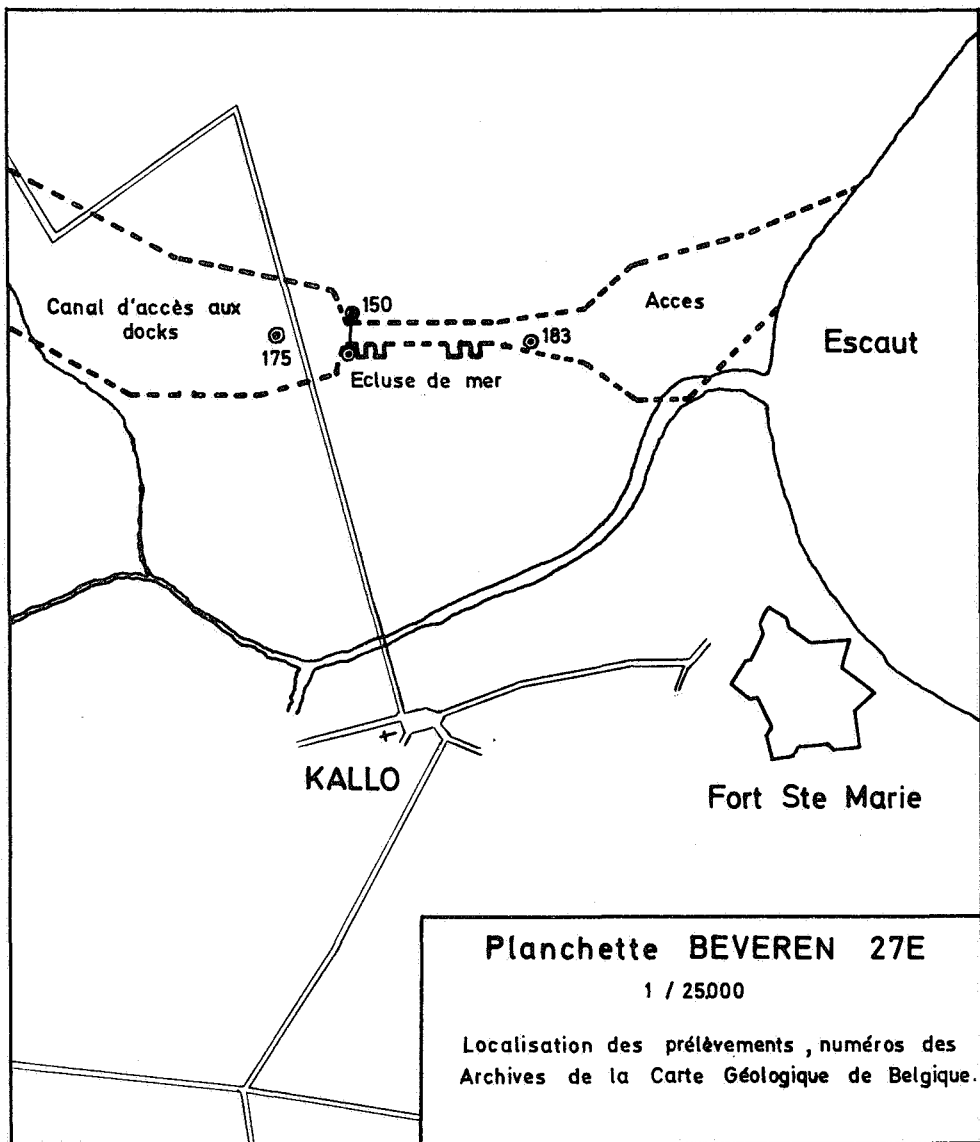 150
Canal d'accès aux
docks
175
Acces
183
Escaut
Ecluse de mer
KALLO
Fort Ste Marie
Planchette BEVEREN 27E
1 / 25.000
Localisation des prélèvements , numéros des
Archives de la Carte Géologique de Belgique.